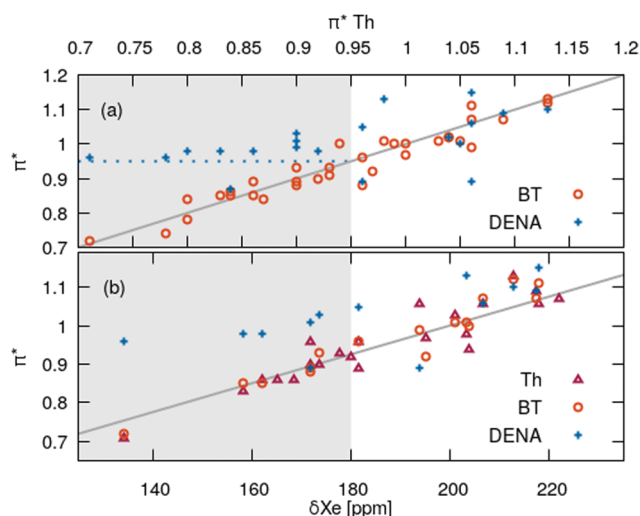 π* Th
0.7 0.75 0.8 0.85 0.9 0.95 1 1.05 1.1 1.15 1.2
1.2
(a)
1.1
1
π*
0.9
BT
0.8
DENA
0.7
(b)
1.1
1
π*
0.9
Th
0.8
BT
0.7
DENA
140 160 180 200 220
δXe [ppm]